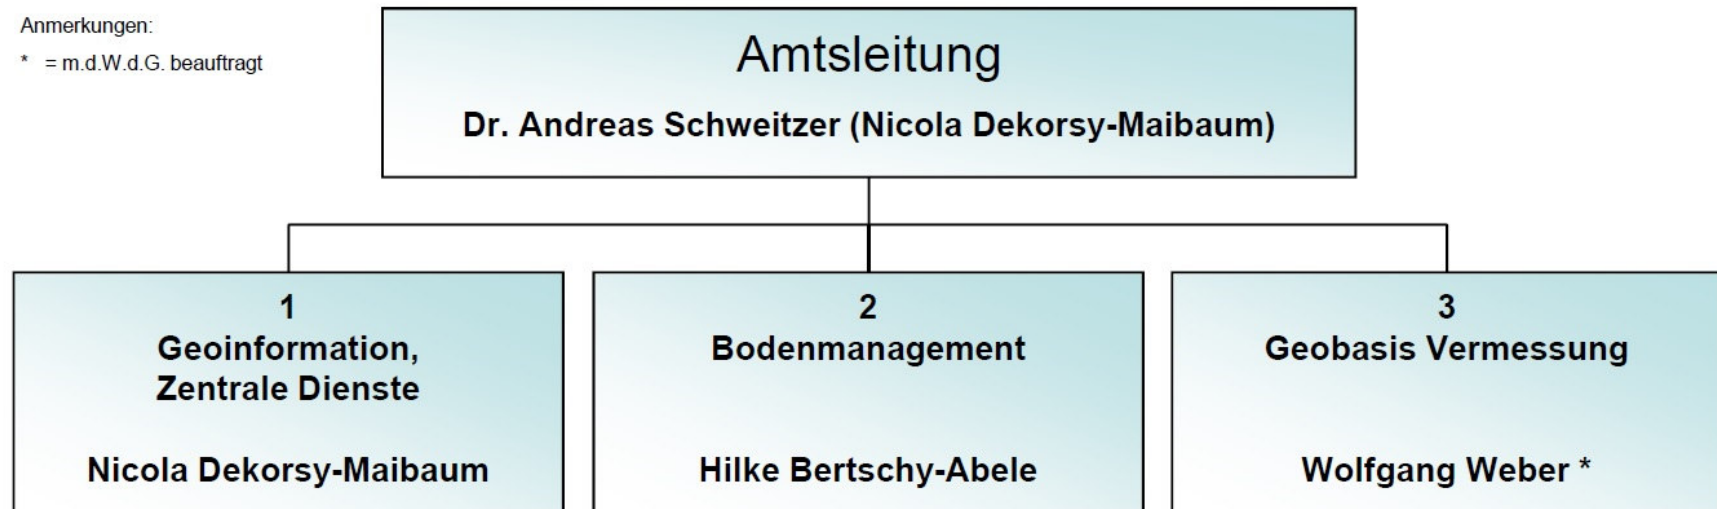 Anmerkungen:
* = m.d.W.d.G. beauftragt
Amtsleitung
Dr. Andreas Schweitzer (Nicola Dekorsy-Maibaum)
1
Geoinformation,
Zentrale Dienste
Nicola Dekorsy-Maibaum
2
Bodenmanagement
Hilke Bertschy-Abele
3
Geobasis Vermessung
Wolfgang Weber *